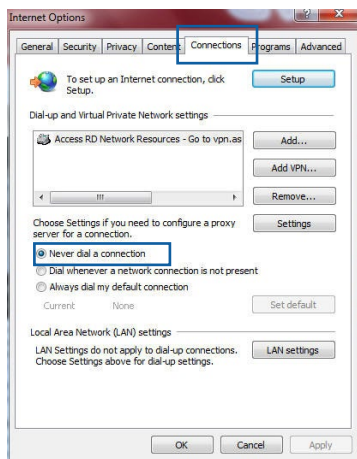 Internet Options
General Security Privacy Content Connections Programs Advanced
To set up an Internet connection, click
Setup.
Setup
Dial-up and Virtual Private Network settings
Access RD Network Resources - Go to vpn.as
Add...
Add VPN...
Remove...
Choose Settings if you need to configure a proxy
server for a connection.
Settings
Never dial a connection
Dial whenever a network connection is not present
Always dial my default connection
Current None
Set default
Local Area Network (LAN) settings
LAN Settings do not apply to dial-up connections.
Choose Settings above for dial-up settings.
LAN settings
OK Cancel Apply